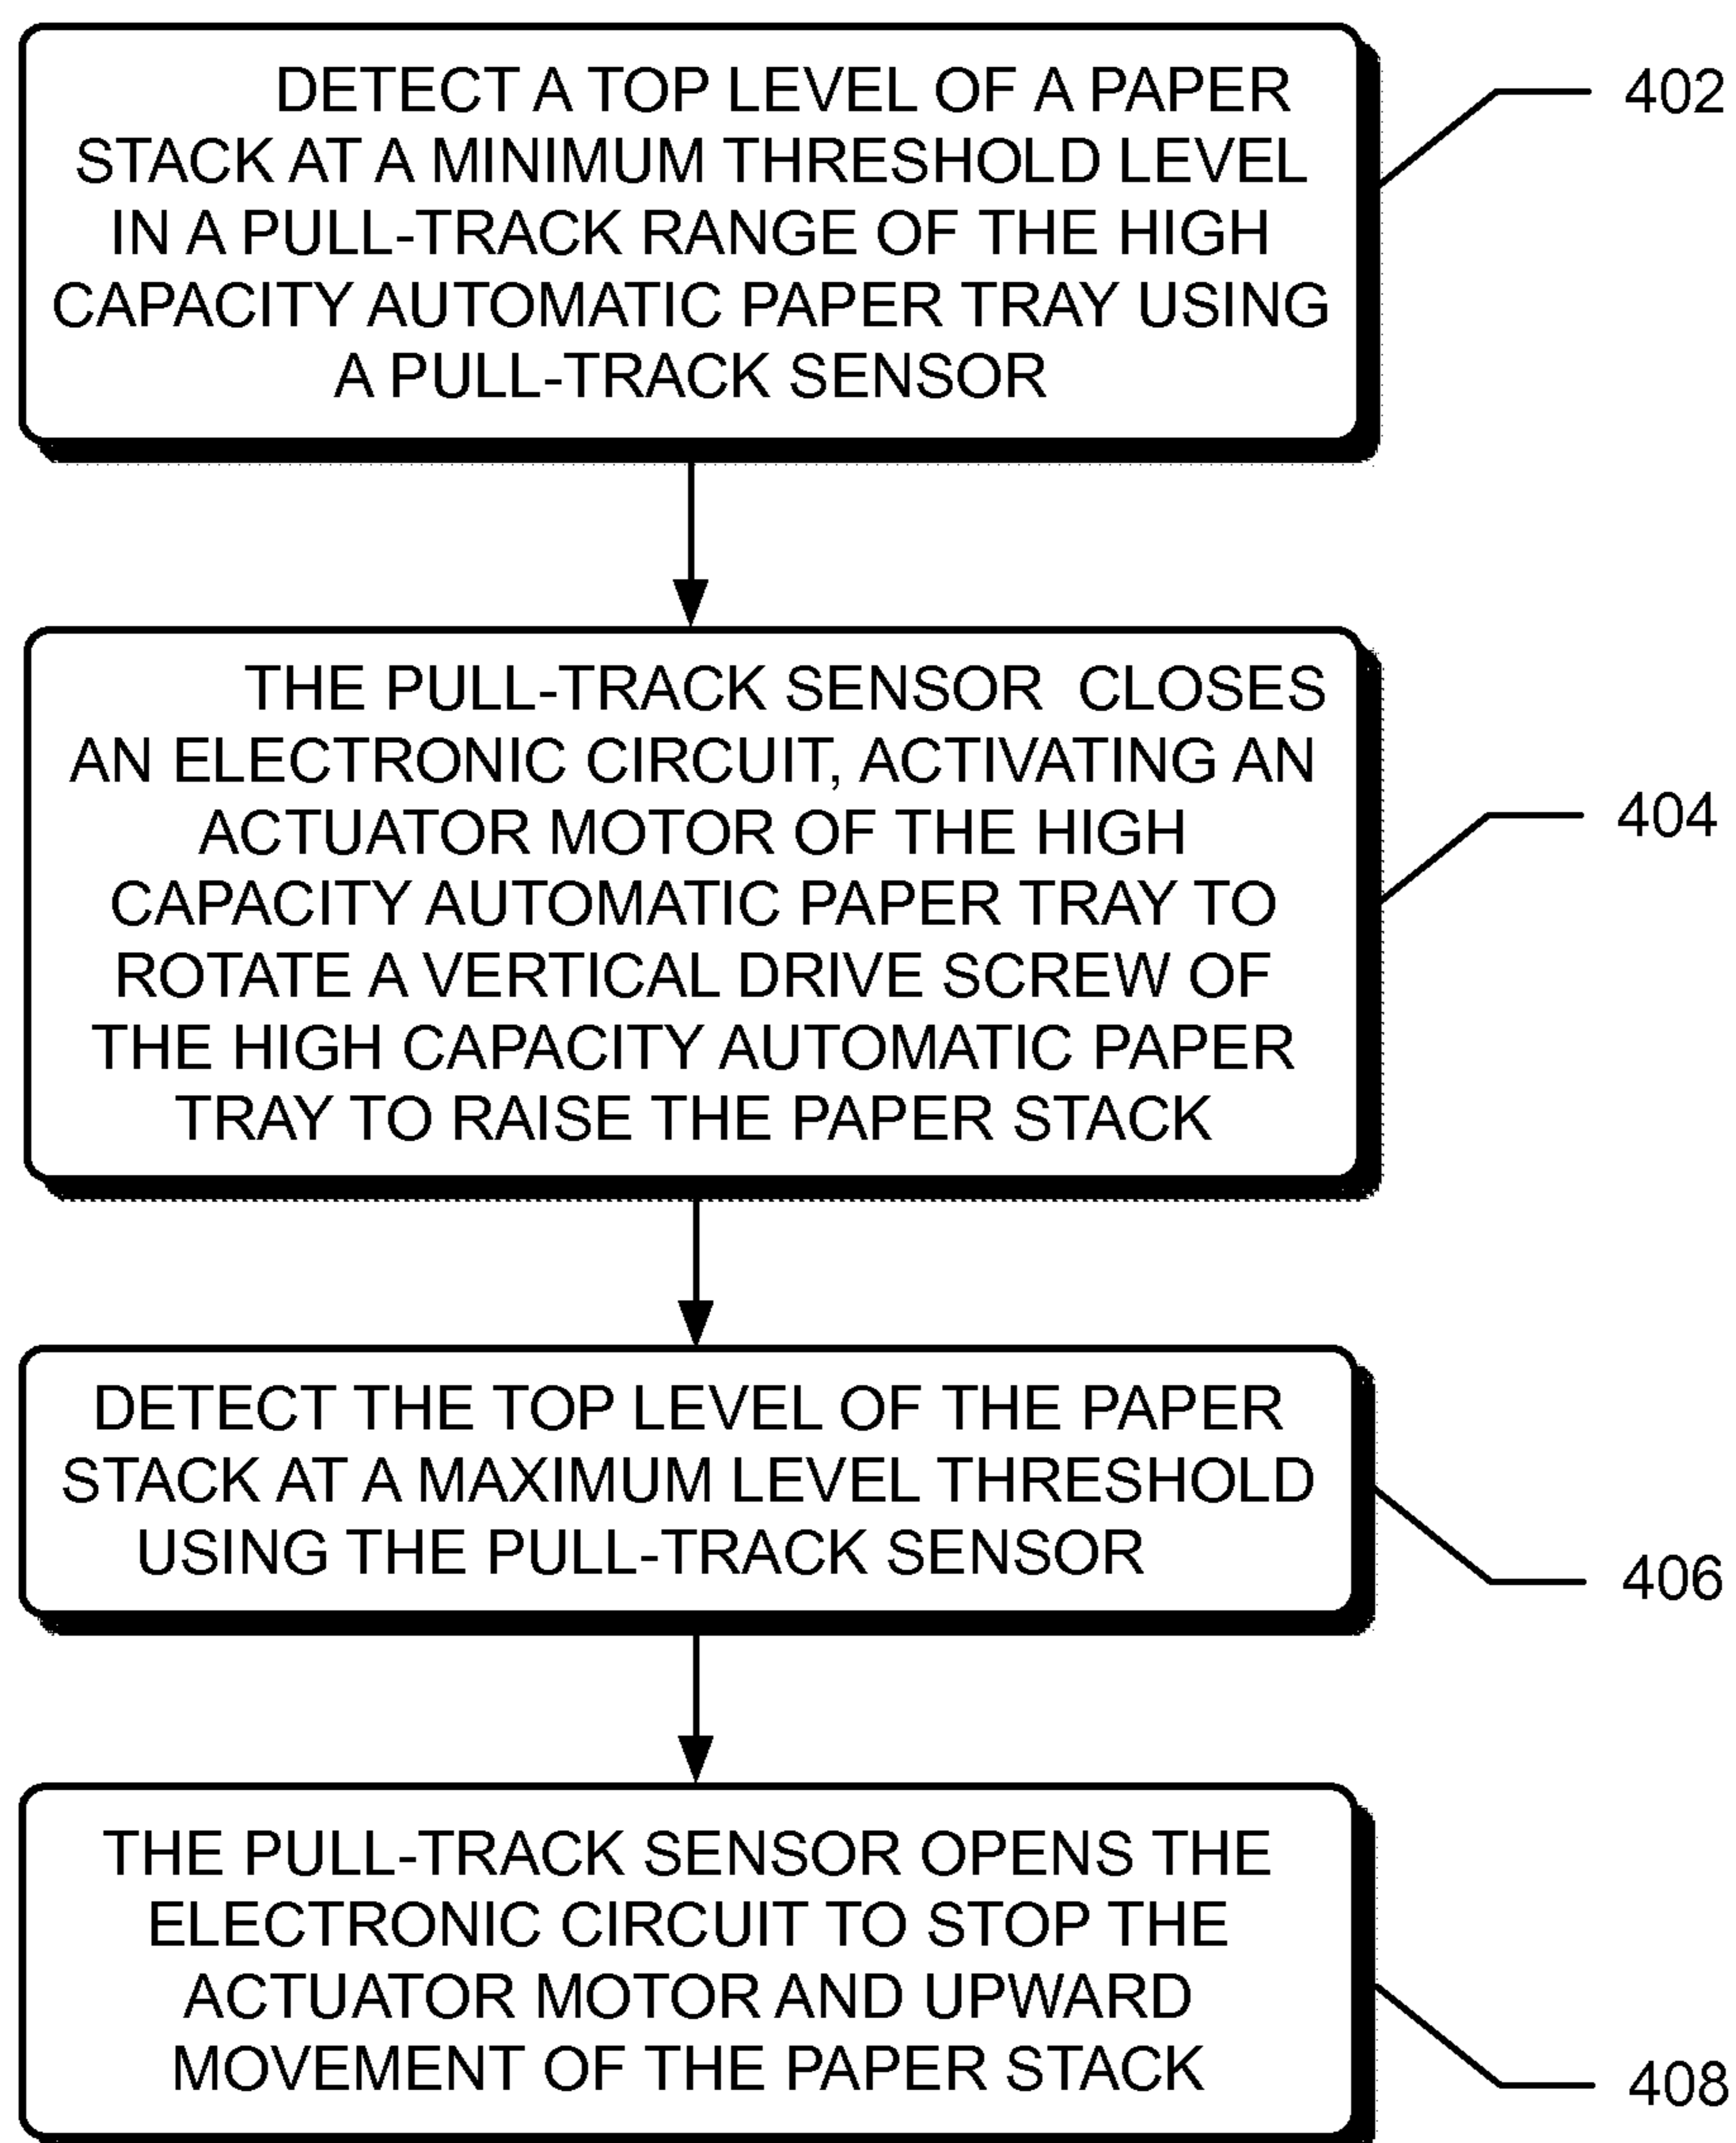 DETECT A TOP LEVEL OF A PAPER
STACK AT A MINIMUM THRESHOLD LEVEL
IN A PULL-TRACK RANGE OF THE HIGH
CAPACITY AUTOMATIC PAPER TRAY USING
A PULL-TRACK SENSOR
402
THE PULL-TRACK SENSOR CLOSES
AN ELECTRONIC CIRCUIT, ACTIVATING AN
ACTUATOR MOTOR OF THE HIGH
CAPACITY AUTOMATIC PAPER TRAY TO
ROTATE A VERTICAL DRIVE SCREW OF
THE HIGH CAPACITY AUTOMATIC PAPER
TRAY TO RAISE THE PAPER STACK
404
DETECT THE TOP LEVEL OF THE PAPER
STACK AT A MAXIMUM LEVEL THRESHOLD
USING THE PULL-TRACK SENSOR
406
THE PULL-TRACK SENSOR OPENS THE
ELECTRONIC CIRCUIT TO STOP THE
ACTUATOR MOTOR AND UPWARD
MOVEMENT OF THE PAPER STACK
408